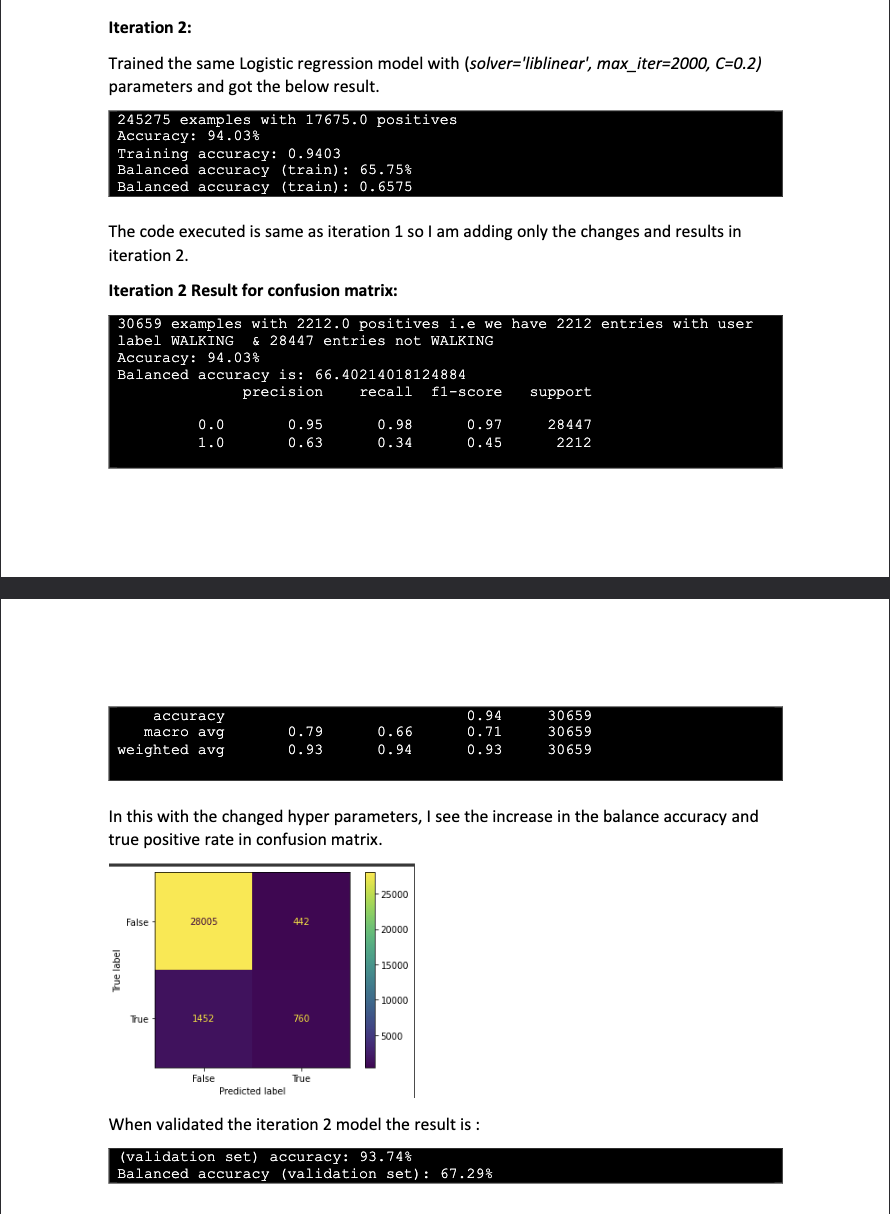 Iteration 2:
Trained the same Logistic regression model with (solver='liblinear', max_iter=2000, C=0.2)
parameters and got the below result.
245275 examples with 17675.0 positives
Accuracy: 94.03%
Training accuracy: 0.9403
Balanced accuracy (train): 65.75%
Balanced accuracy (train): 0.6575
The code executed is same as iteration 1 so I am adding only the changes and results in
iteration 2.
Iteration 2 Result for confusion matrix:
30659 examples with 2212.0 positives i.e we have 2212 entries with user
label WALKING & 28447 entries not WALKING
Accuracy: 94.03%
Balanced accuracy is: 66.40214018124884
precision recall f1-score support
0.0 0.95 0.98 0.97 28447
1.0 0.63 0.34 0.45 2212
accuracy 0.94 30659
macro avg 0.79 0.66 0.71 30659
weighted avg 0.93 0.94 0.93 30659
In this with the changed hyper parameters, I see the increase in the balance accuracy and
true positive rate in confusion matrix.
25000
False 28005 442
20000
True label
15000
10000
True 1452 760
5000
False True
Predicted label
When validated the iteration 2 model the result is :
(validation set) accuracy: 93.74%
Balanced accuracy (validation set): 67.29%